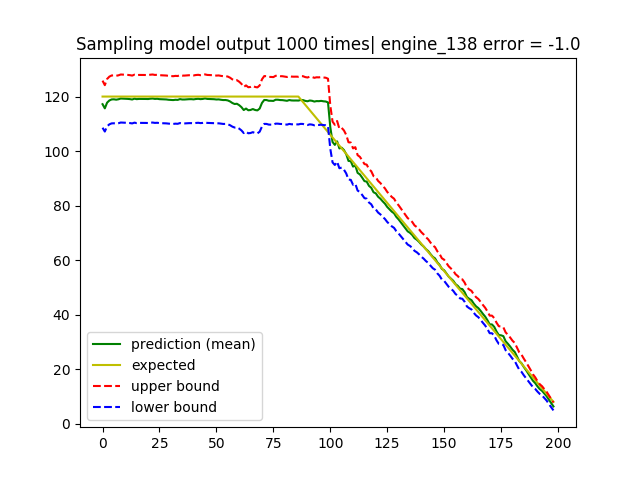 Sampling model output 1000 times| engine_138 error = -1.0
120
100
80
60
40
20
0
prediction (mean)
expected
upper bound
lower bound
0 25 50 75 100 125 150 175 200